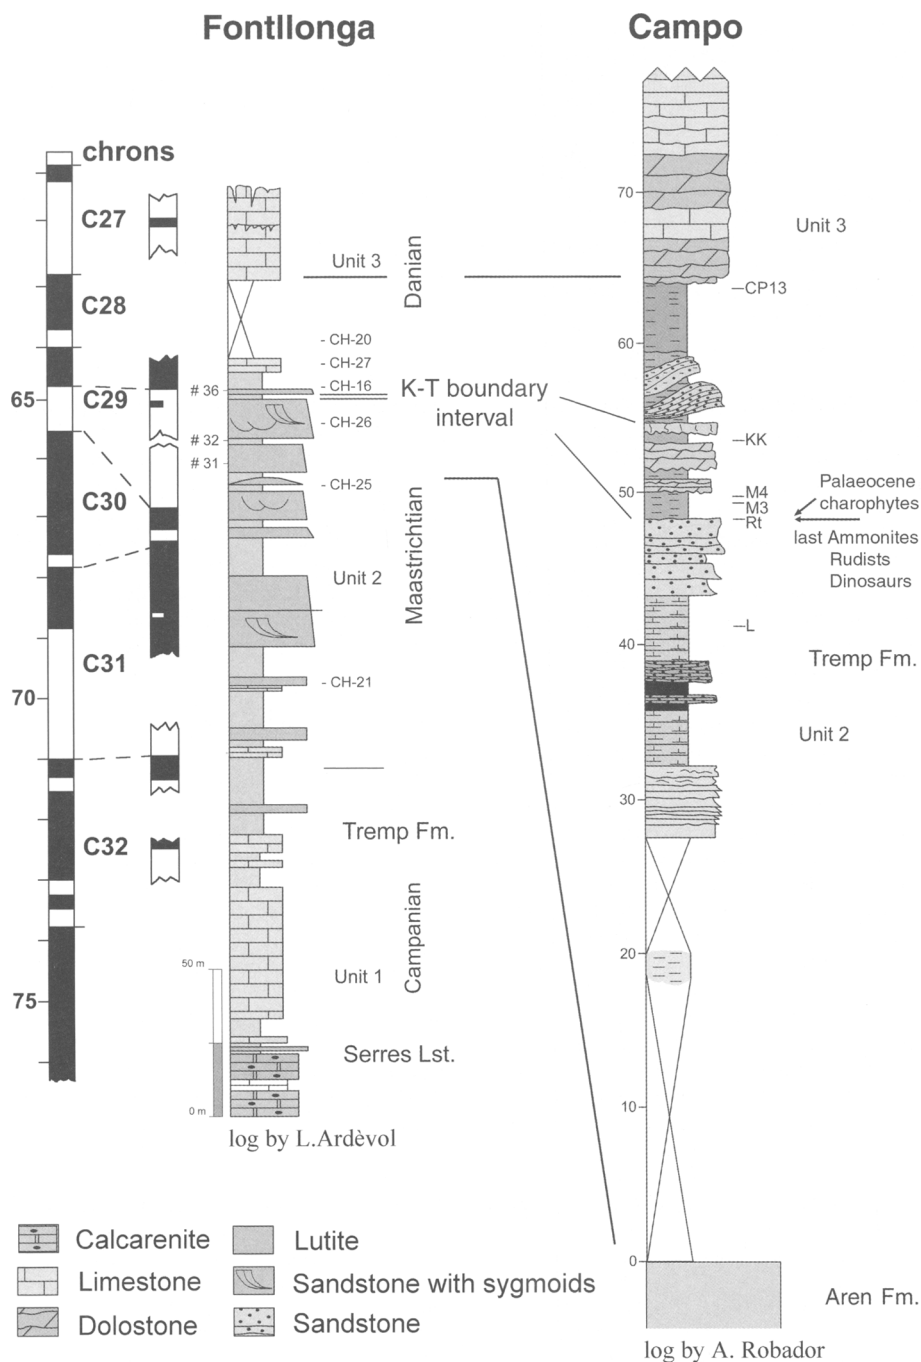 Fontllonga
Campo
chrons
C27
C28
C29
C30
C31
C32
65
70
75
Unit 3
Danian
CH-20
CH-27
CH-16
# 36
CH-26
# 32
# 31
CH-25
Maastrichtian
Unit 2
CH-21
Tremp Fm.
Campanian
Unit 1
50 m
Serres Lst.
0 m
log by L.Ardèvol
K-T boundary
interval
70
Unit 3
CP13
60
KK
50
M4
M3
Rt
Palaeocene
charophytes
last Ammonites
Rudists
Dinosaurs
L
40
Tremp Fm.
Unit 2
30
20
10
0
Aren Fm.
log by A. Robador
Calcarenite
Lutite
Limestone
Sandstone with sygmoids
Dolostone
Sandstone